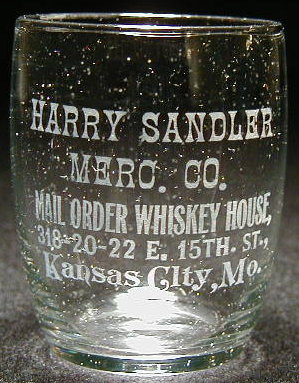 HARRY SANDLER
MERC. CO.
MAIL ORDER WHISKEY HOUSE,
318-20-22 E. 15TH. ST.,
Kansas City, Mo.